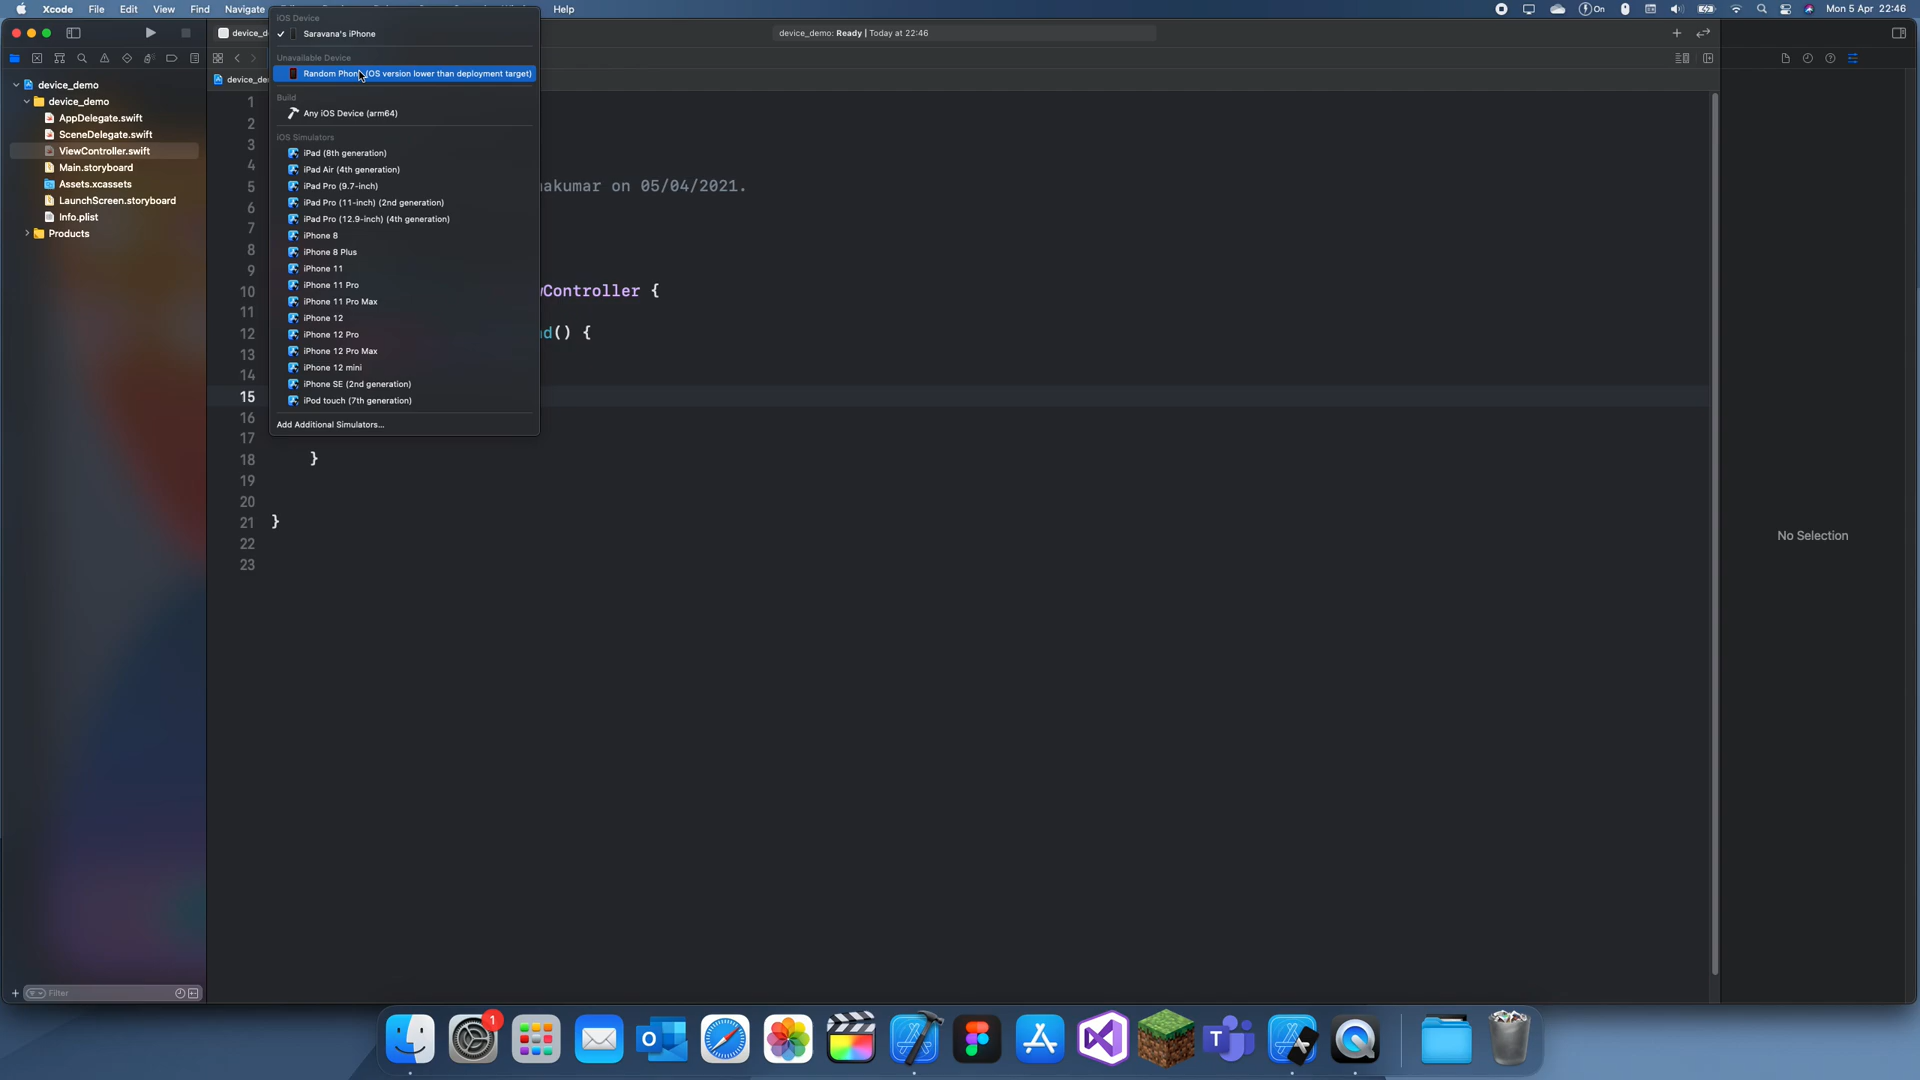 Xcode File Edit View Find Navigate Help On Mon 5 Apr 22:46
device_d device_demo: Ready | Today at 22:46
iOS Device
Saravana's iPhone
Unavailable Device
Random Phon (OS version lower than deployment target)
Build
Any iOS Device (arm64)
iOS Simulators
iPad (8th generation)
iPad Air (4th generation)
iPad Pro (9.7-inch)
iPad Pro (11-inch) (2nd generation)
iPad Pro (12.9-inch) (4th generation)
iPhone 8
iPhone 8 Plus
iPhone 11
iPhone 11 Pro
iPhone 11 Pro Max
iPhone 12
iPhone 12 Pro
iPhone 12 Pro Max
iPhone 12 mini
iPhone SE (2nd generation)
iPod touch (7th generation)
Add Additional Simulators...
device_de
device_demo
device_demo
AppDelegate.swift
SceneDelegate.swift
ViewController.swift
Main.storyboard
Assets.xcassets
LaunchScreen.storyboard
Info.plist
Products
1
2
3
4
5 akumar on 05/04/2021.
6
7
8
9
10 wController {
11
12 d() {
13
14
15
16
17
18 }
19
20
21 }
22
23
No Selection
Filter
1